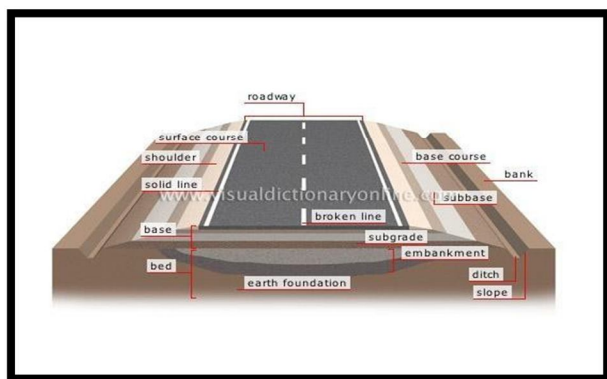 roadway
surface course
shoulder
base course
bank
solid line
www.visualdictionaryonline.com
subbase
broken line
base
subgrade
embankment
bed
ditch
earth foundation
slope